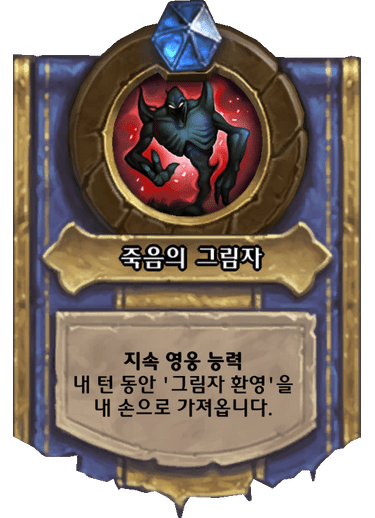 죽음의 그림자
지속 영웅 능력
내 턴 동안 '그림자 환영'을
내 손으로 가져옵니다.